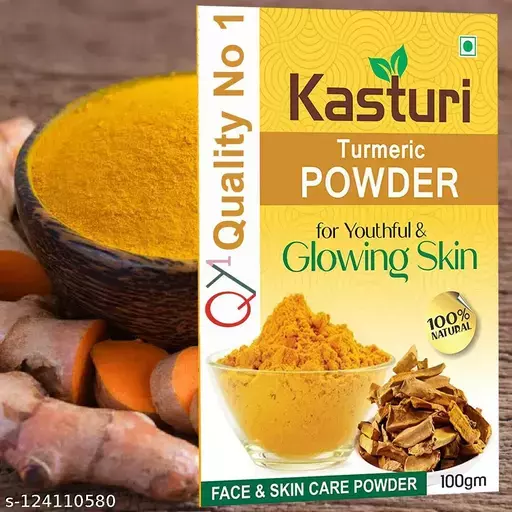 Quality No 1
QY1
Kasturi
Turmeric
POWDER
for Youthful &
Glowing Skin
100%
NATURAL
FACE & SKIN CARE POWDER
100gm
s-124110580